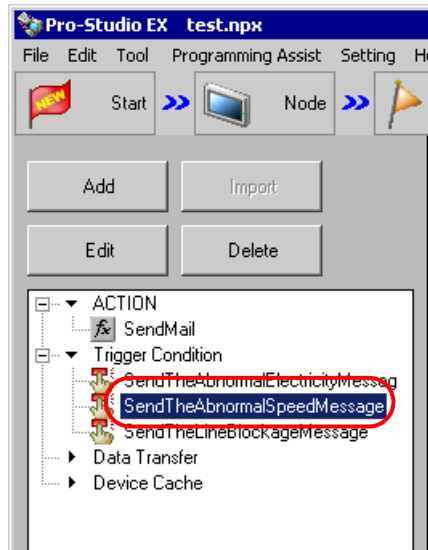 Pro-Studio EX test.npx
File Edit Tool Programming Assist Setting H
NEW Start Node
Add Import
Edit Delete
ACTION
fx SendMail
Trigger Condition
SendTheAbnormalElectricityMessag
SendTheAbnormalSpeedMessage
SendTheLineBlockageMessage
Data Transfer
Device Cache